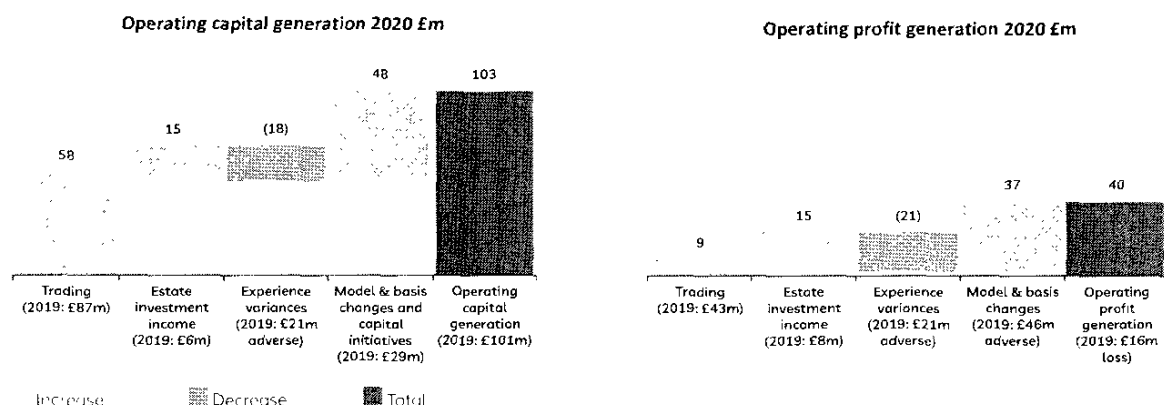 Operating capital generation 2020 £m
58
15
(18)
48
103
Trading
(2019: £87m)
Estate
investment
income
(2019: £6m)
Experience
variances
(2019: £21m
adverse)
Model & basis
changes and
capital
initiatives
(2019: £29m)
Operating
capital
generation
(2019: £101m)
Increase
Decrease
Total
Operating profit generation 2020 £m
9
15
(21)
37
40
Trading
(2019: £43m)
Estate
investment
income
(2019: £8m)
Experience
variances
(2019: £21m
adverse)
Model & basis
changes
(2019: £46m
adverse)
Operating
profit
generation
(2019: £16m
loss)